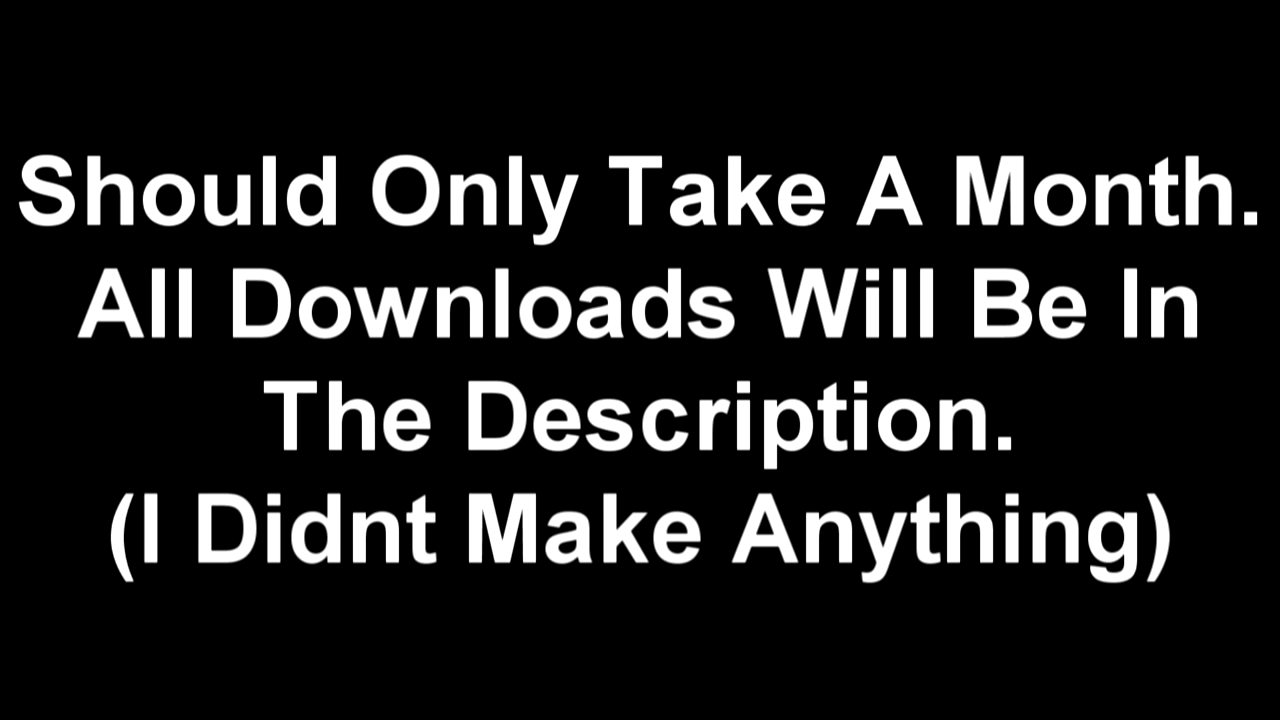 Should Only Take A Month.
All Downloads Will Be In
The Description.
(I Didnt Make Anything)